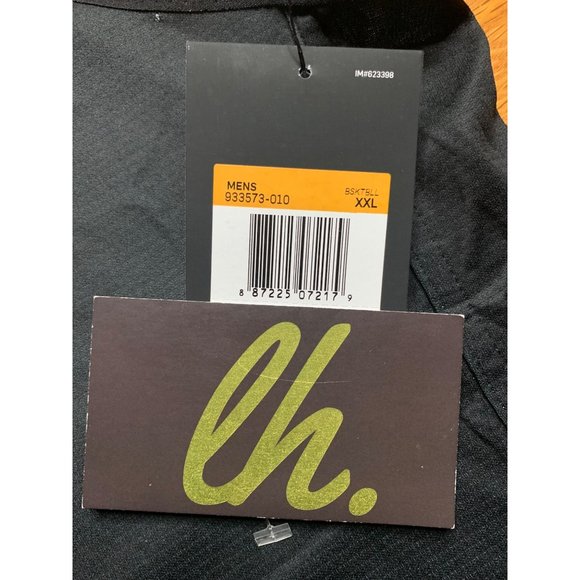 IM#623398
MENS BSKTBLL
933573-010 XXL
8 87225 07217 9
lh.